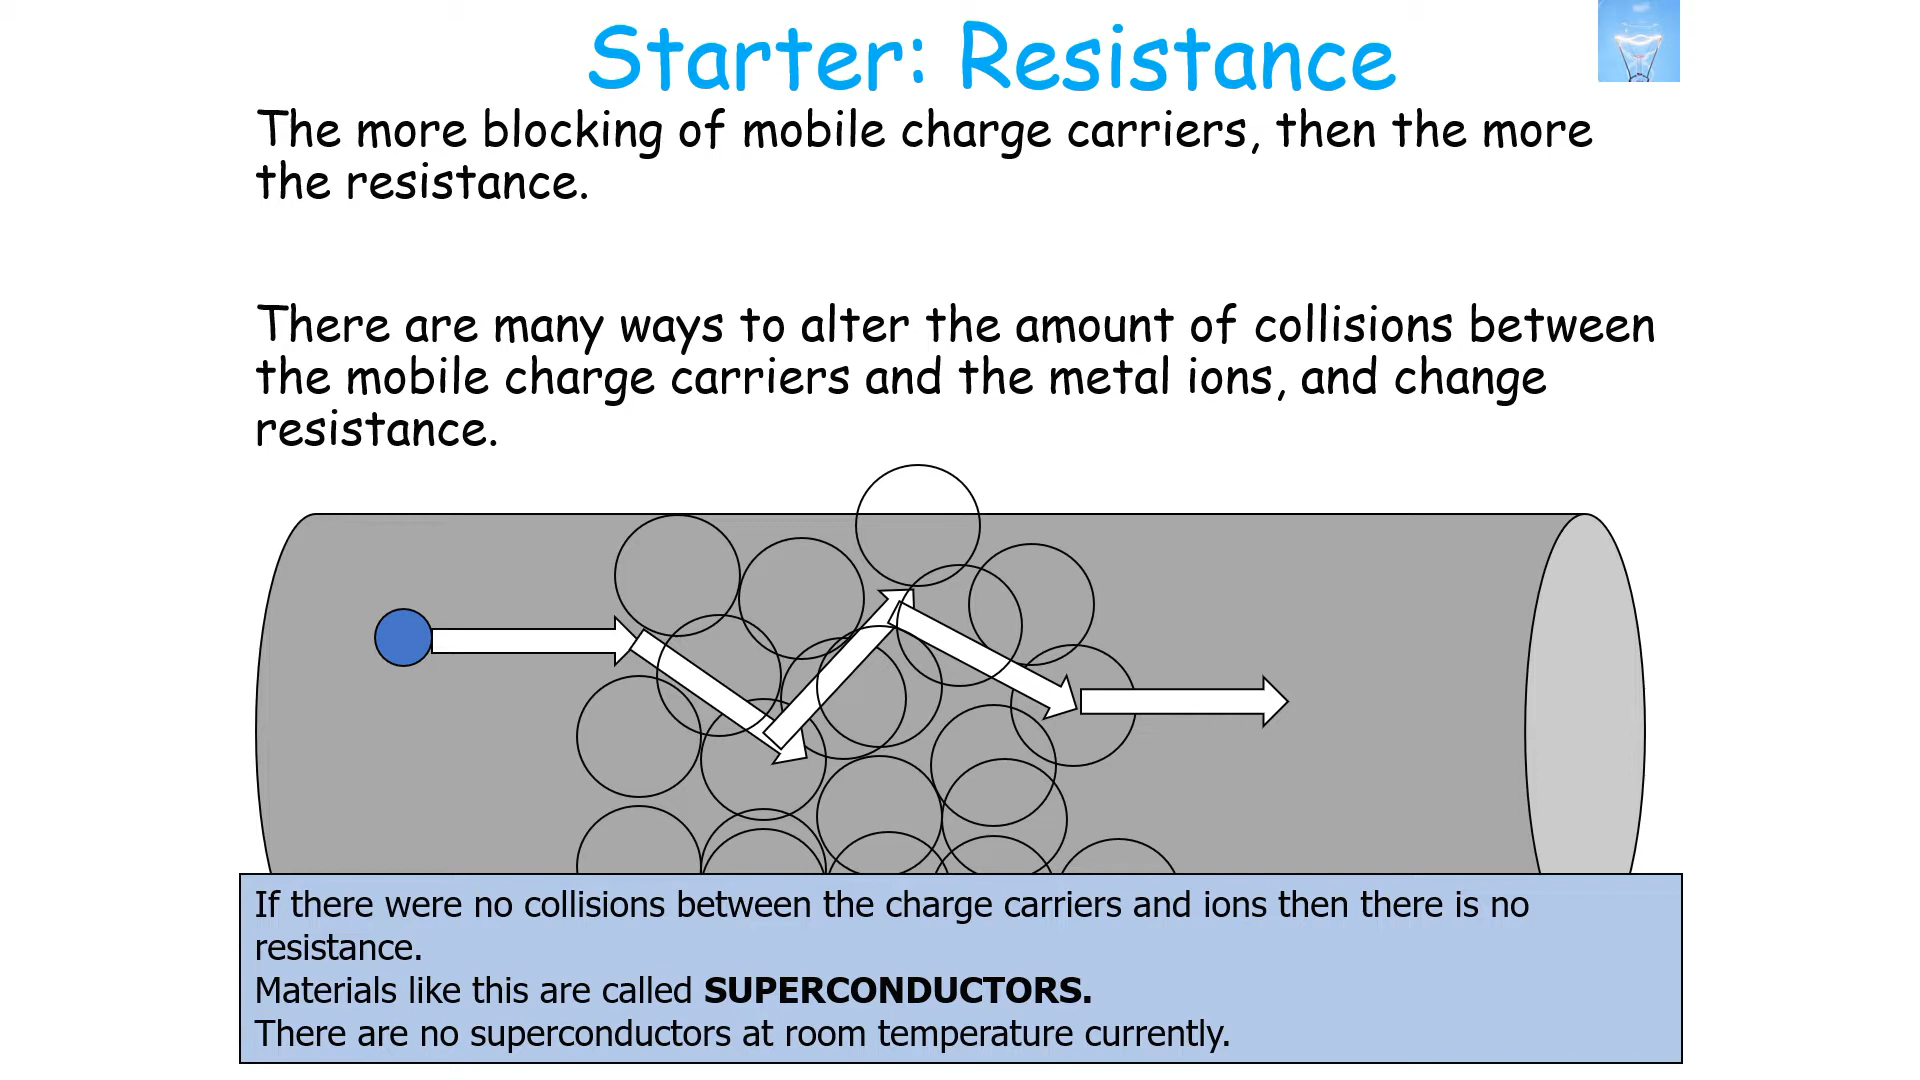 Starter: Resistance
The more blocking of mobile charge carriers, then the more
the resistance.
There are many ways to alter the amount of collisions between
the mobile charge carriers and the metal ions, and change
resistance.
If there were no collisions between the charge carriers and ions then there is no
resistance.
Materials like this are called SUPERCONDUCTORS.
There are no superconductors at room temperature currently.